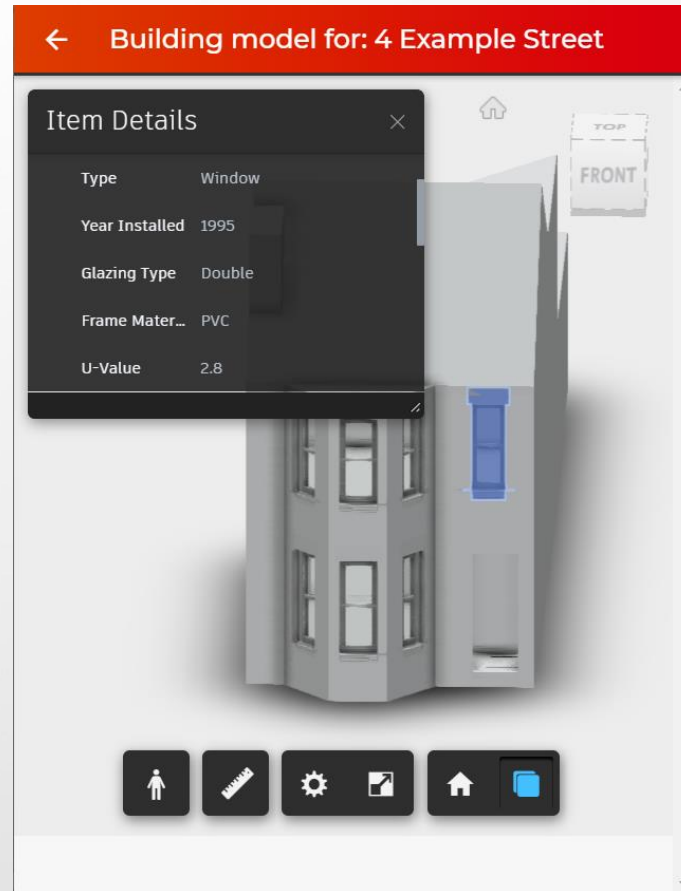 Building model for: 4 Example Street
Item Details
TOP
FRONT
Type Window
Year Installed 1995
Glazing Type Double
Frame Mater... PVC
U-Value 2.8